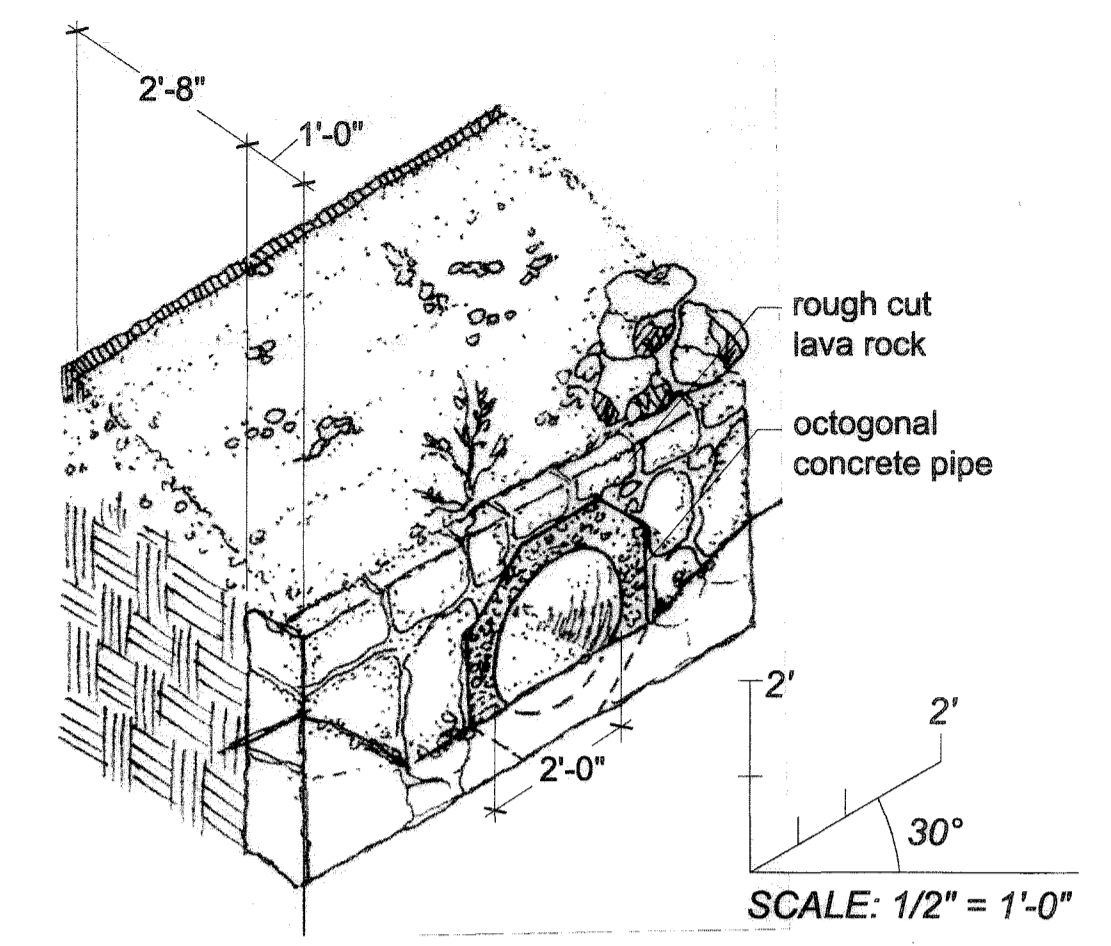 2'-8"
1'-0"
rough cut
lava rock
octogonal
concrete pipe
2'-0"
2'
2'
30°
SCALE: 1/2" = 1'-0"